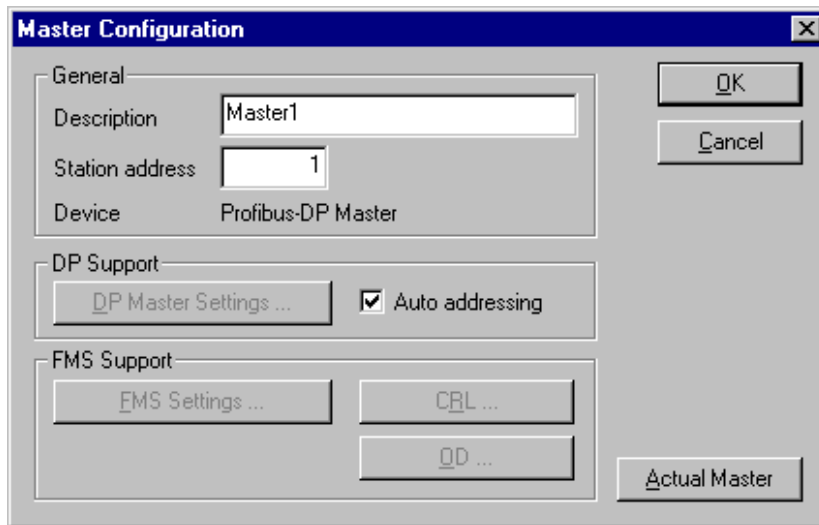 Master Configuration
General
OK
Description Master1
Cancel
Station address 1
Device Profibus-DP Master
DP Support
DP Master Settings ... Auto addressing
FMS Support
FMS Settings ... CRL ...
OD ...
Actual Master